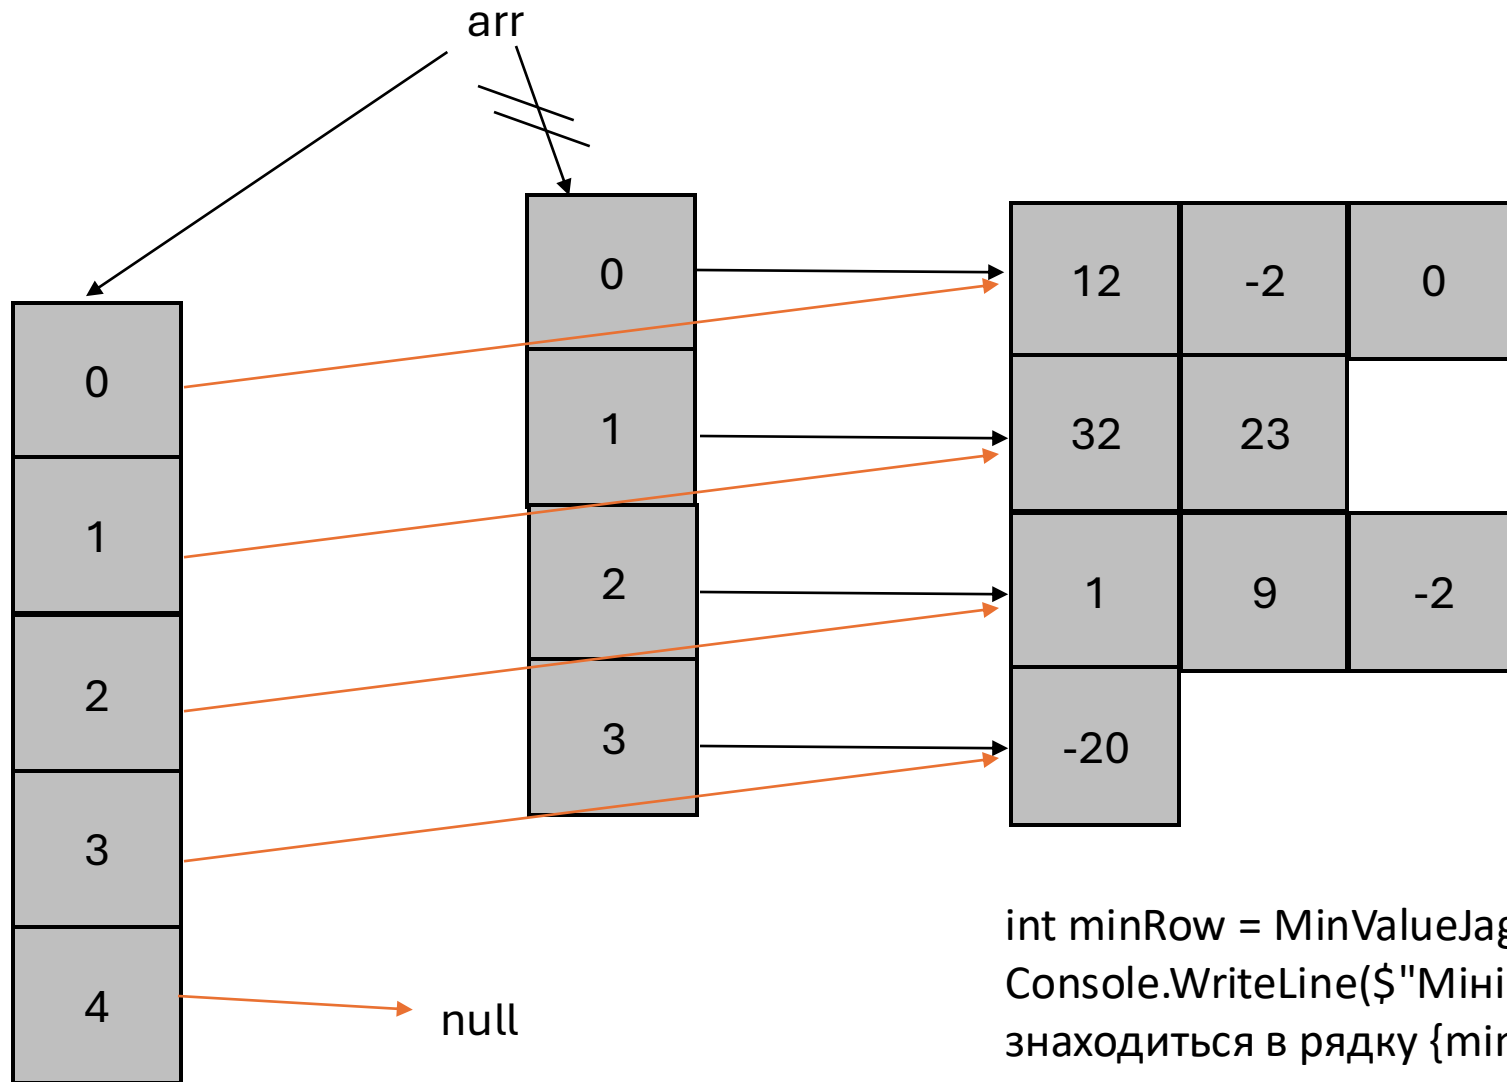 arr
0
1
2
3
4
null
0
1
2
3
12 -2 0
32 23
1 9 -2
-20
int minRow = MinValueJag
Console.WriteLine($"Міні
знаходиться в рядку {min